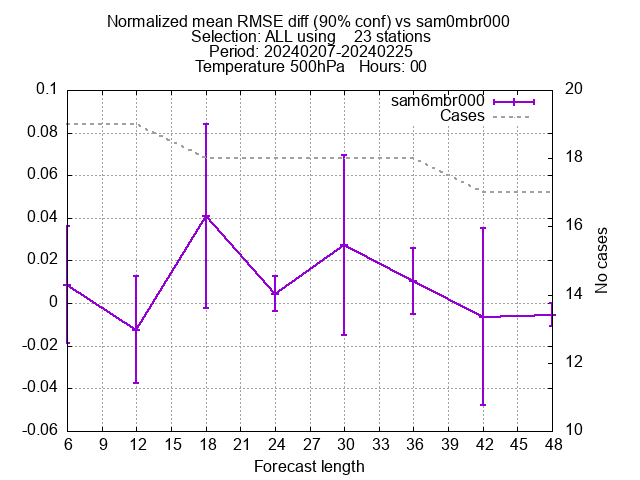 Normalized mean RMSE diff (90% conf) vs sam0mbr000
Selection: ALL using    23 stations
Period: 20240207-20240225
Temperature 500hPa   Hours: 00
sam6mbr000
Cases
0.1
0.08
0.06
0.04
0.02
0
-0.02
-0.04
-0.06
20
18
16
14
12
10
No cases
6 9 12 15 18 21 24 27 30 33 36 39 42 45 48
Forecast length